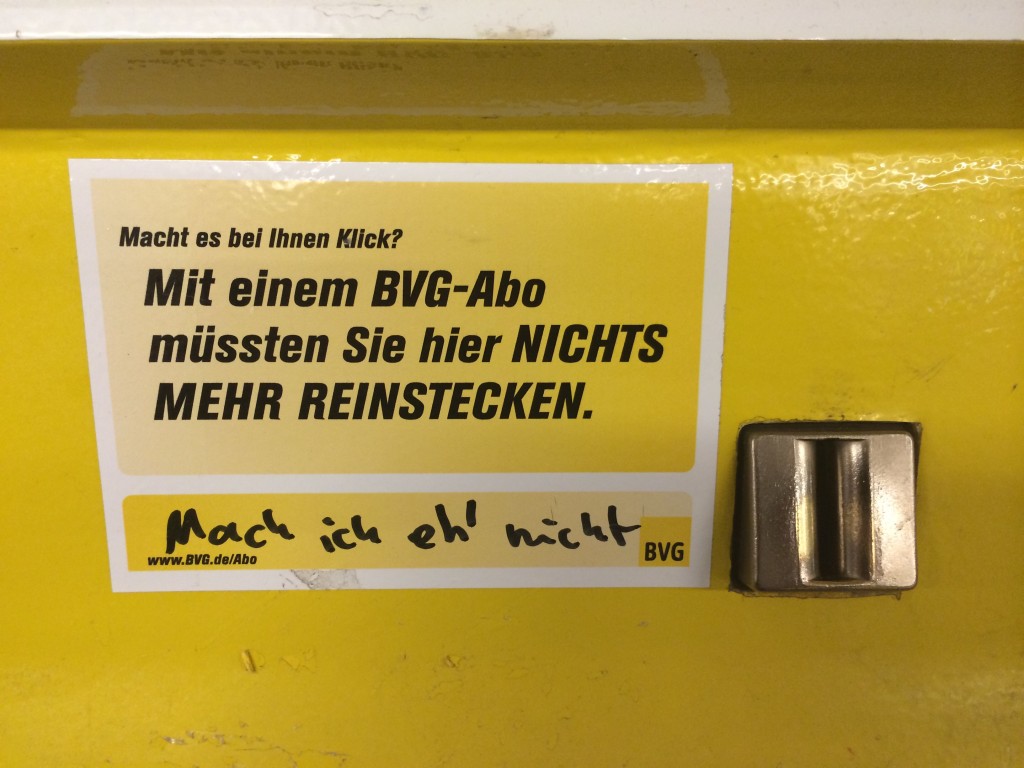 Macht es bei Ihnen Klick?
Mit einem BVG-Abo
müssten Sie hier NICHTS
MEHR REINSTECKEN.
Mach ich eh' nicht
www.BVG.de/Abo
BVG